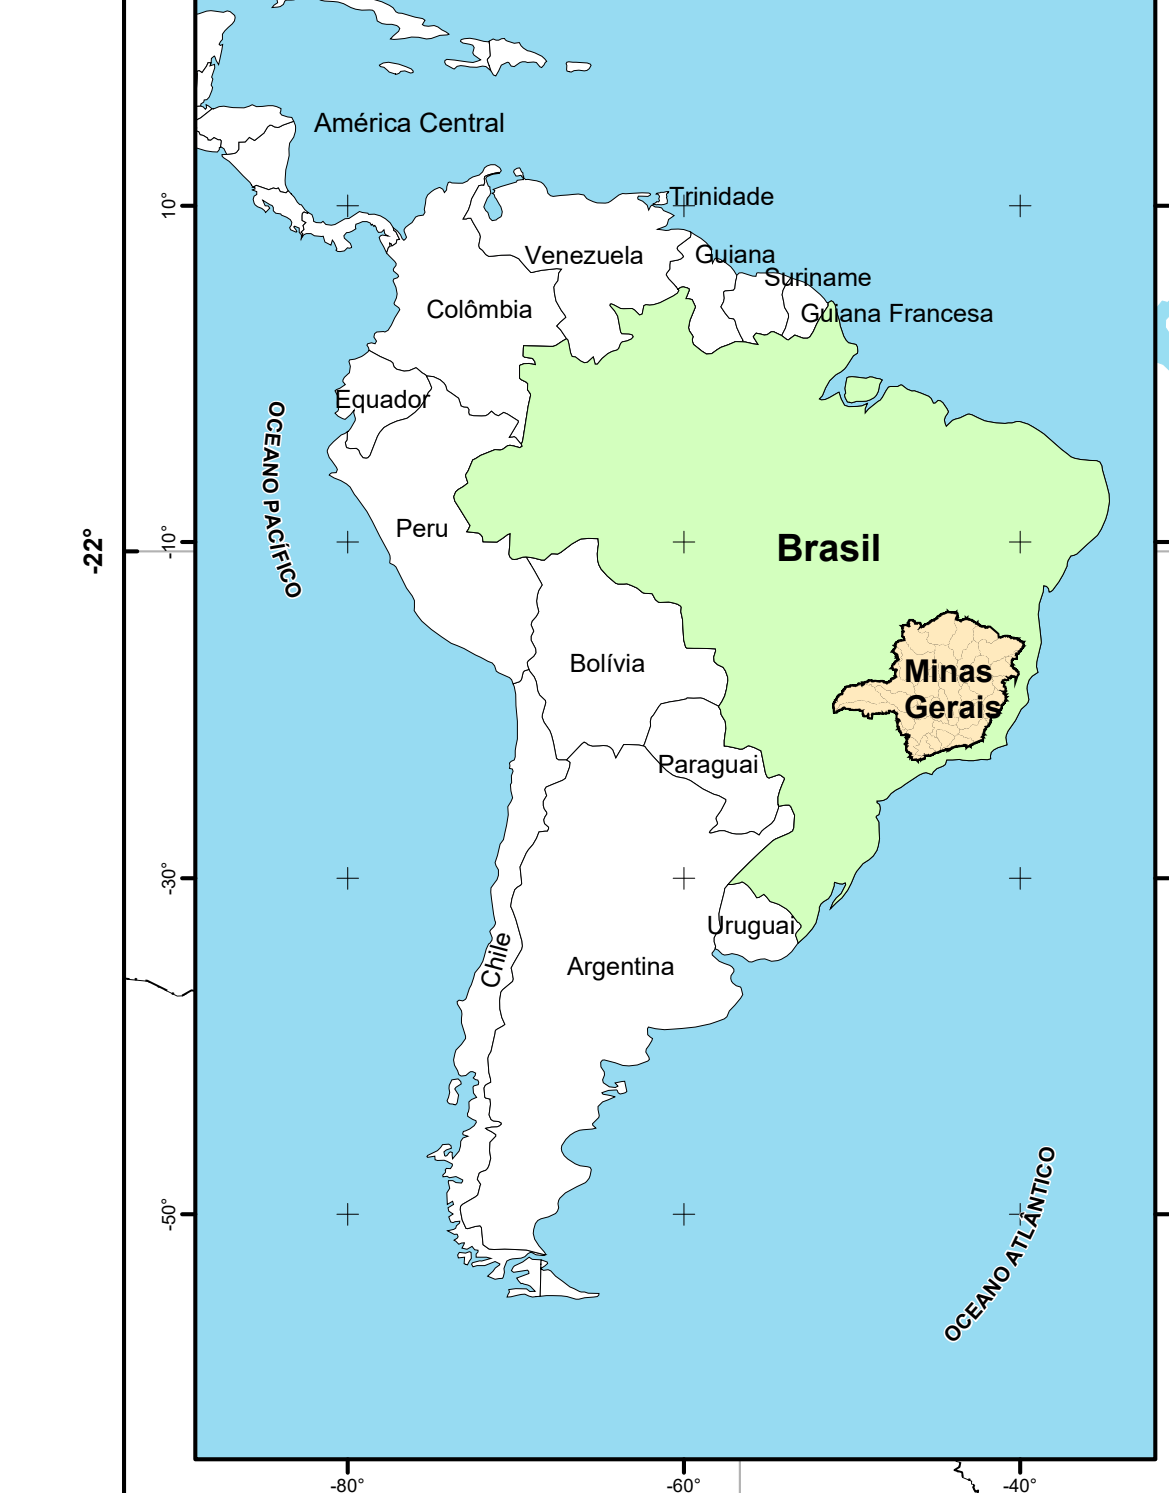 América Central
10°
Trinidade
Venezuela
Guiana
Suriname
Colômbia
Guiana Francesa
Equador
OCEANO PACÍFICO
Peru
-22°
-10°
Brasil
Bolívia
Minas
Gerais
Paraguai
-30°
Uruguai
Chile
Argentina
-50°
OCEANO ATLÂNTICO
-80°
-60°
-40°